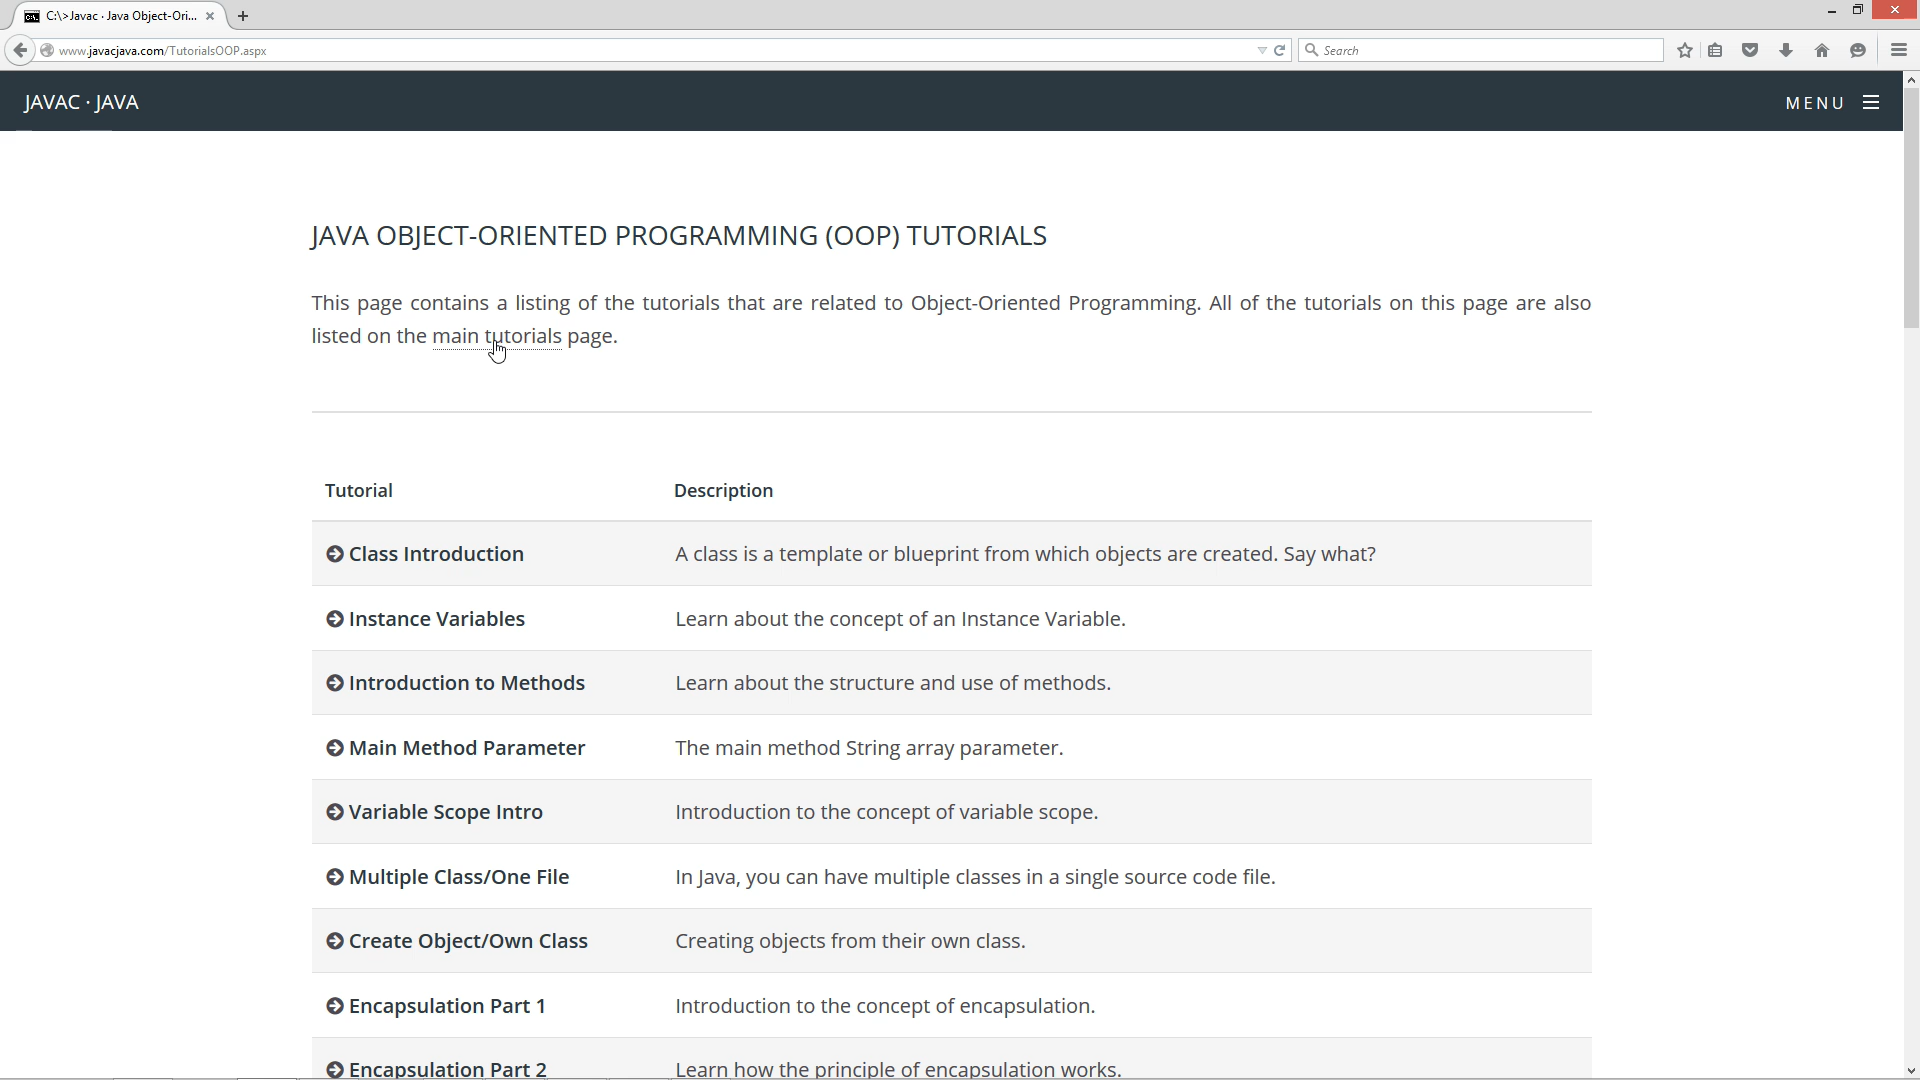 C:\>Javac · Java Object-Ori...
www.javacjava.com/TutorialsOOP.aspx
Search
JAVAC · JAVA
MENU
JAVA OBJECT-ORIENTED PROGRAMMING (OOP) TUTORIALS
This page contains a listing of the tutorials that are related to Object-Oriented Programming. All of the tutorials on this page are also
listed on the main tutorials page.
Tutorial Description
Class Introduction A class is a template or blueprint from which objects are created. Say what?
Instance Variables Learn about the concept of an Instance Variable.
Introduction to Methods Learn about the structure and use of methods.
Main Method Parameter The main method String array parameter.
Variable Scope Intro Introduction to the concept of variable scope.
Multiple Class/One File In Java, you can have multiple classes in a single source code file.
Create Object/Own Class Creating objects from their own class.
Encapsulation Part 1 Introduction to the concept of encapsulation.
Encapsulation Part 2 Learn how the principle of encapsulation works.